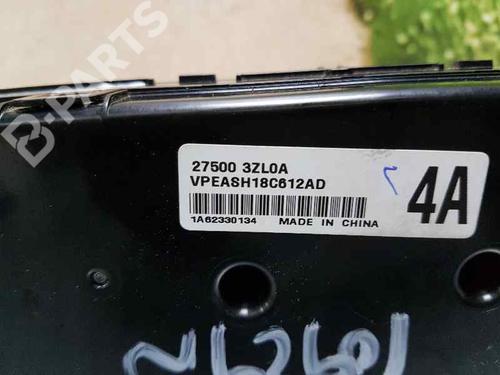 B-PARTS
27500 3ZL0A
VPEASH18C612AD
4A
1A62330134 MADE IN CHINA